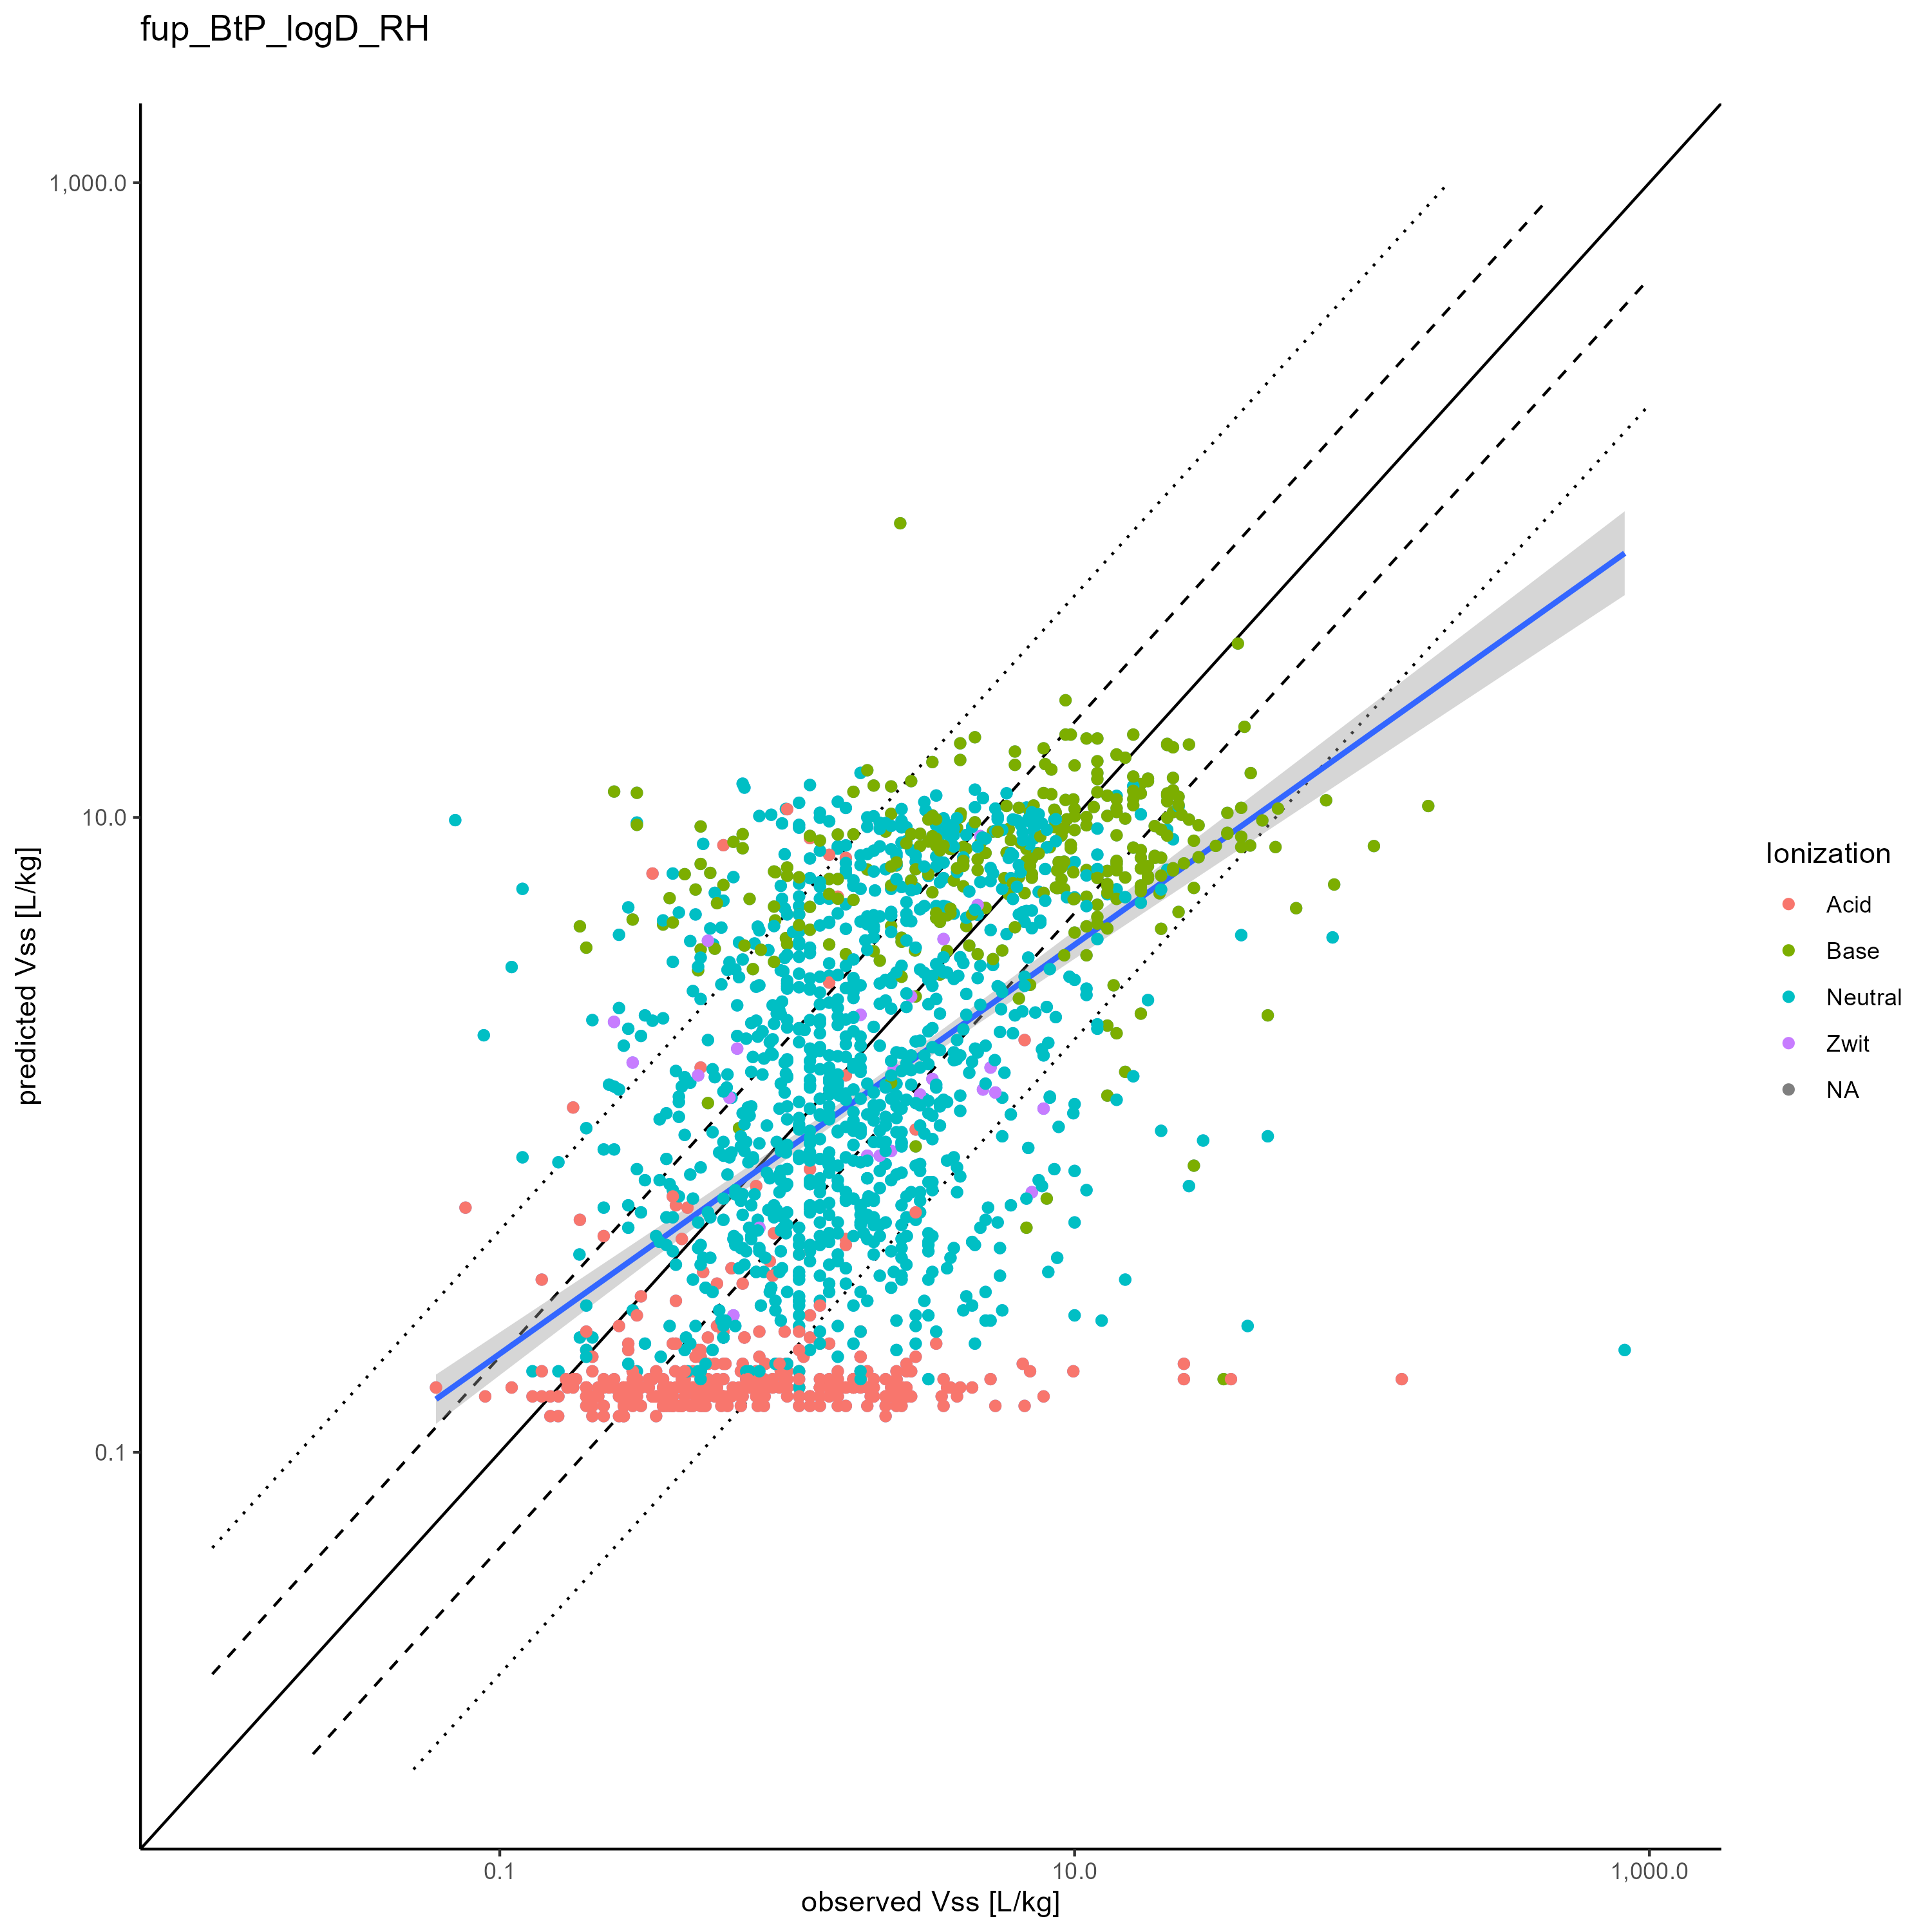 fup_BtP_logD_RH
1,000.0
10.0
0.1
predicted Vss [L/kg]
0.1
10.0
1,000.0
observed Vss [L/kg]
Ionization
Acid
Base
Neutral
Zwit
NA